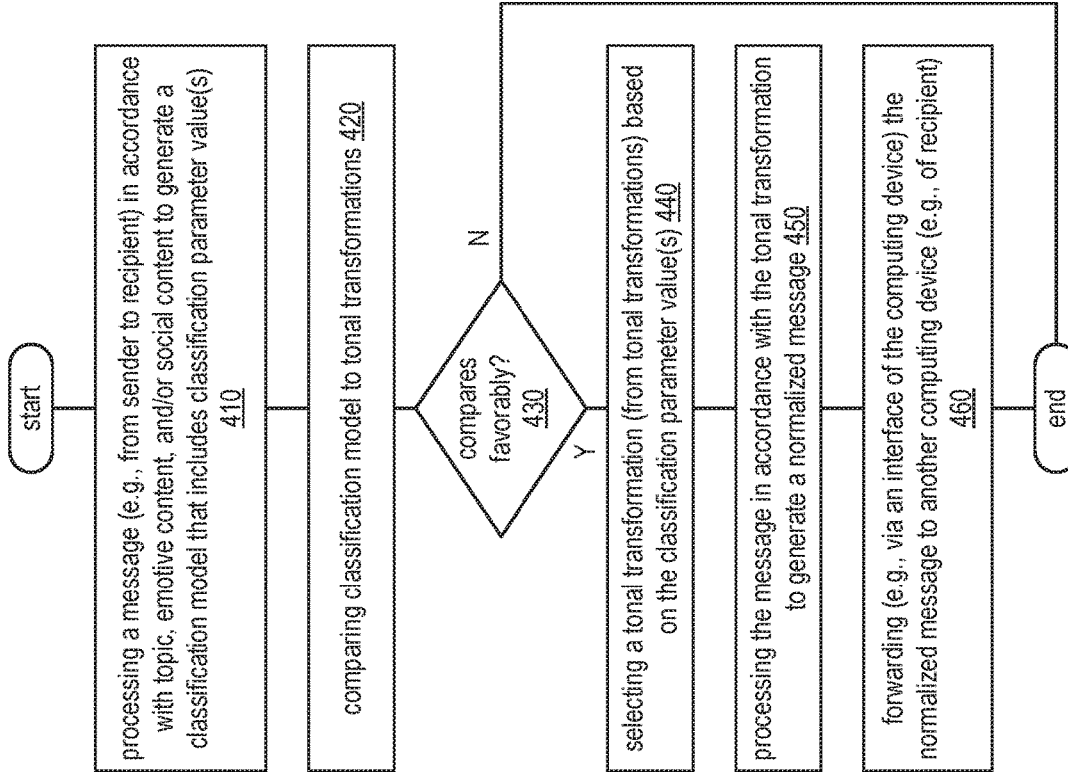 start
processing a message (e.g., from sender to recipient) in accordance
with topic, emotive content, and/or social content to generate a
classification model that includes classification parameter value(s)
410
comparing classification model to tonal transformations 420
compares
favorably?
430
N
Y
selecting a tonal transformation (from tonal transformations) based
on the classification parameter value(s) 440
processing the message in accordance with the tonal transformation
to generate a normalized message 450
forwarding (e.g., via an interface of the computing device) the
normalized message to another computing device (e.g., of recipient)
460
end